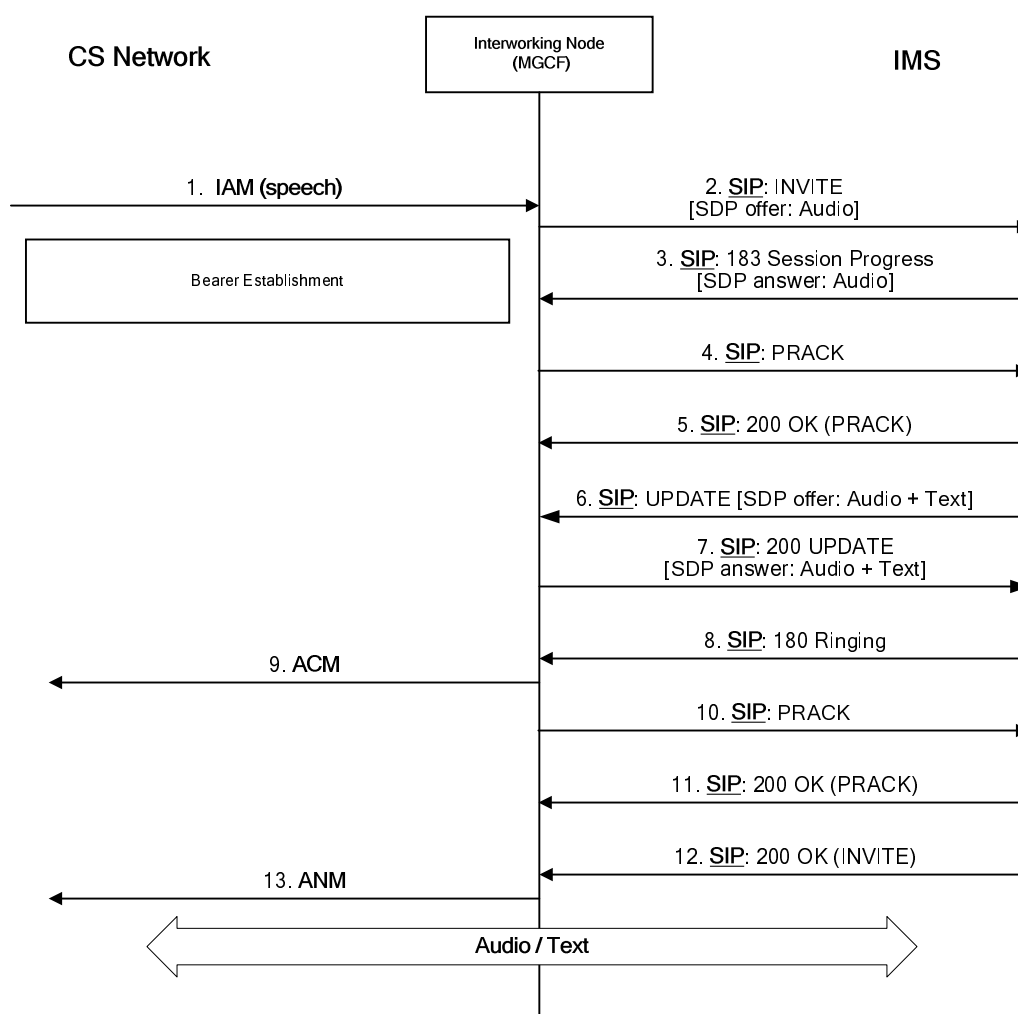 CS Network
Interworking Node
(MGCF)
IMS
1. IAM (speech)
2. SIP: INVITE
[SDP offer: Audio]
3. SIP: 183 Session Progress
[SDP answer: Audio]
Bearer Establishment
4. SIP: PRACK
5. SIP: 200 OK (PRACK)
6. SIP: UPDATE [SDP offer: Audio + Text]
7. SIP: 200 UPDATE
[SDP answer: Audio + Text]
8. SIP: 180 Ringing
9. ACM
10. SIP: PRACK
11. SIP: 200 OK (PRACK)
12. SIP: 200 OK (INVITE)
13. ANM
Audio / Text